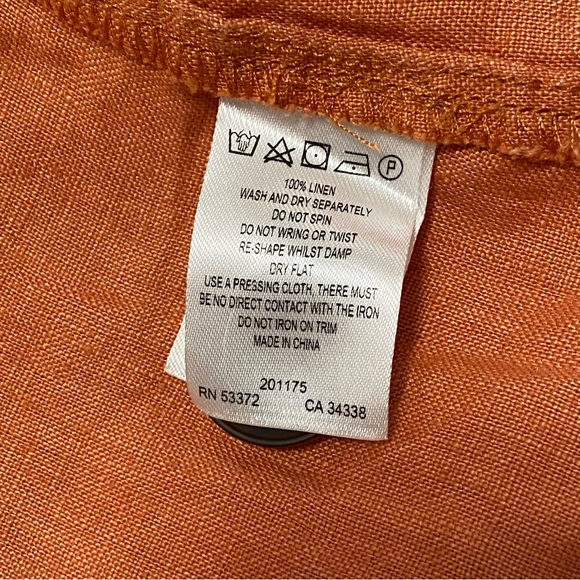 P
100% LINEN
WASH AND DRY SEPARATELY
DO NOT SPIN
DO NOT WRING OR TWIST
RE-SHAPE WHILST DAMP
DRY FLAT
USE A PRESSING CLOTH, THERE MUST
BE NO DIRECT CONTACT WITH THE IRON
DO NOT IRON ON TRIM
MADE IN CHINA
201175
RN 53372 CA 34338